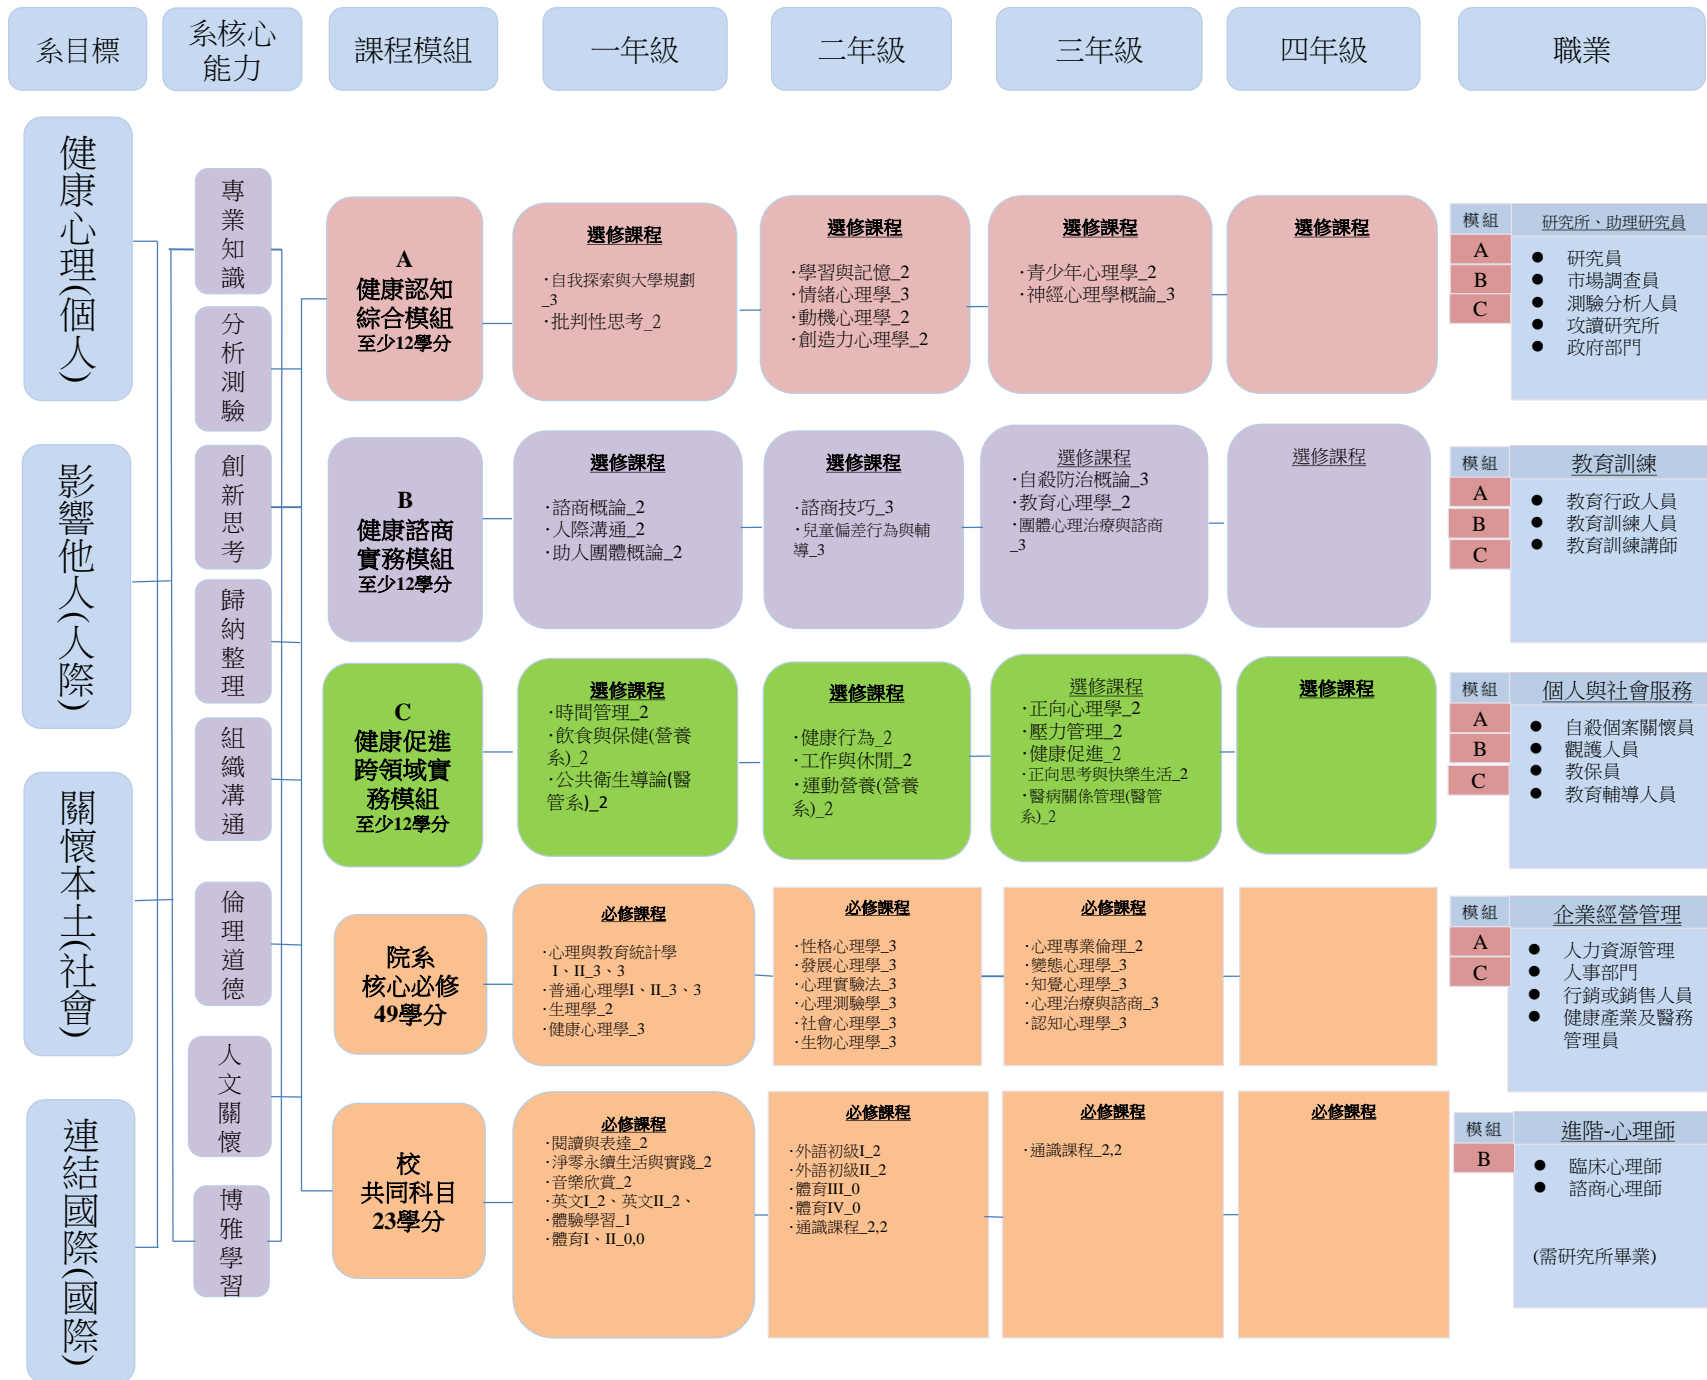 系目標
系核心
能力
課程模組
一年級
二年級
三年級
四年級
職業
健康心理(個人)
影響他人(人際)
關懷本土(社會)
連結國際(國際)
專業知識
分析測驗
創新思考
歸納整理
組織溝通
倫理道德
人文關懷
博雅學習
A
健康認知
綜合模組
至少12學分
選修課程
‧自我探索與大學規劃
_3
‧批判性思考_2
選修課程
‧學習與記憶_2
‧情緒心理學_3
‧動機心理學_2
‧創造力心理學_2
選修課程
‧青少年心理學_2
‧神經心理學概論_3
選修課程
模組
A
B
C
研究所、助理研究員
● 研究員
● 市場調查員
● 測驗分析人員
● 攻讀研究所
● 政府部門
B
健康諮商
實務模組
至少12學分
選修課程
‧諮商概論_2
‧人際溝通_2
‧助人團體概論_2
選修課程
‧諮商技巧_3
‧兒童偏差行為與輔
導_3
選修課程
‧自殺防治概論_3
‧教育心理學_2
‧團體心理治療與諮商
_3
選修課程
模組
A
B
C
教育訓練
● 教育行政人員
● 教育訓練人員
● 教育訓練講師
C
健康促進
跨領域實
務模組
至少12學分
選修課程
‧時間管理_2
‧飲食與保健(營養
系)_2
‧公共衛生導論(醫
管系)_2
選修課程
‧健康行為_2
‧工作與休閒_2
‧運動營養(營養
系)_2
選修課程
‧正向心理學_2
‧壓力管理_2
‧健康促進_2
‧正向思考與快樂生活_2
‧醫病關係管理(醫管
系)_2
選修課程
模組
A
B
C
個人與社會服務
● 自殺個案關懷員
● 觀護人員
● 教保員
● 教育輔導人員
院系
核心必修
49學分
必修課程
‧心理與教育統計學
I、II_3、3
‧普通心理學I、II_3、3
‧生理學_2
‧健康心理學_3
必修課程
‧性格心理學_3
‧發展心理學_3
‧心理實驗法_3
‧心理測驗學_3
‧社會心理學_3
‧生物心理學_3
必修課程
‧心理專業倫理_2
‧變態心理學_3
‧知覺心理學_3
‧心理治療與諮商_3
‧認知心理學_3
模組
A
C
企業經營管理
● 人力資源管理
● 人事部門
● 行銷或銷售人員
● 健康產業及醫務
管理員
校
共同科目
23學分
必修課程
‧閱讀與表達_2
‧淨零永續生活與實踐_2
‧音樂欣賞_2
‧英文I_2、英文II_2、
‧體驗學習_1
‧體育I、II_0,0
必修課程
‧外語初級I_2
‧外語初級II_2
‧體育III_0
‧體育IV_0
‧通識課程_2,2
必修課程
‧通識課程_2,2
必修課程
模組
B
進階-心理師
● 臨床心理師
● 諮商心理師
(需研究所畢業)